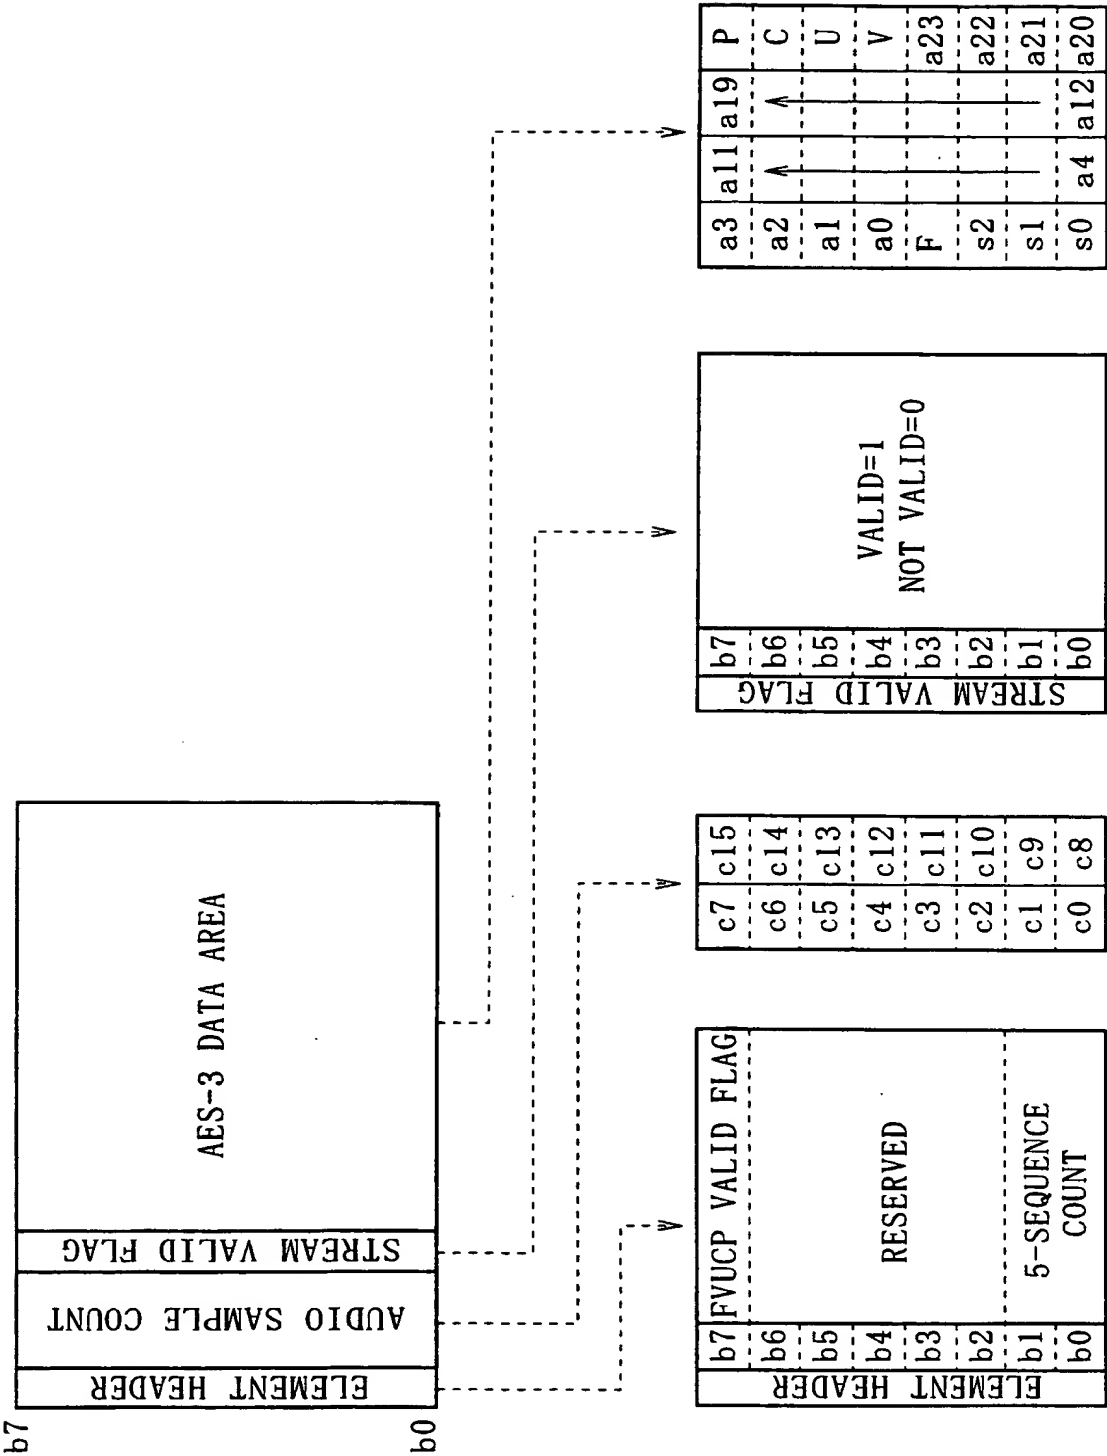 b7
b0
ELEMENT HEADER
AUDIO SAMPLE COUNT
STREAM VALID FLAG
AES-3 DATA AREA
ELEMENT HEADER
b7 FVUCP VALID FLAG
b6
b5
b4
b3
b2
b1
b0
RESERVED
5-SEQUENCE
COUNT
c7 c15
c6 c14
c5 c13
c4 c12
c3 c11
c2 c10
c1 c9
c0 c8
STREAM VALID FLAG
b7
b6
b5
b4
b3
b2
b1
b0
VALID=1
NOT VALID=0
a3 a11 a19 P
a2 C
a1 U
a0 V
F a23
s2 a22
s1 a21
s0 a4 a12 a20